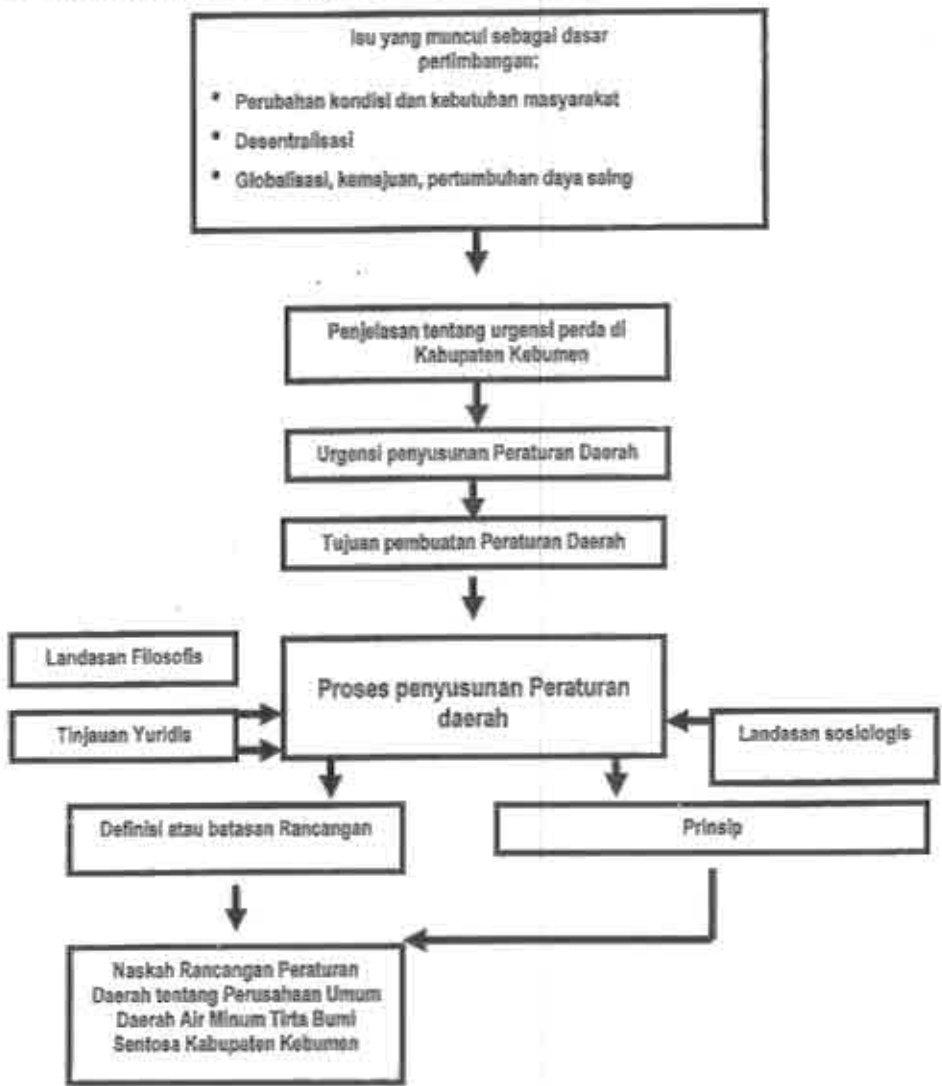 Isu yang muncul sebagai dasar
pertimbangan:
* Perubahan kondisi dan kebutuhan masyarakat
* Desentralisasi
* Globalisasi, kemajuan, pertumbuhan daya saing
Penjelasan tentang urgensi perda di
Kabupaten Kebumen
Urgensi penyusunan Peraturan Daerah
Tujuan pembuatan Peraturan Daerah
Landasan Filosofis
Proses penyusunan Peraturan
daerah
Tinjauan Yuridis
Landasan sosiologis
Definisi atau batasan Rancangan
Prinsip
Naskah Rancangan Peraturan
Daerah tentang Perusahaan Umum
Daerah Air Minum Tirta Bumi
Sentosa Kabupaten Kebumen